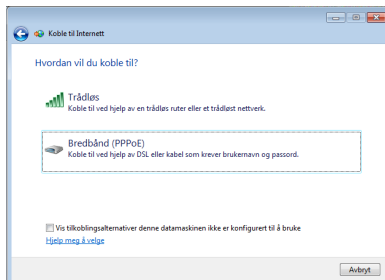 Koble til Internett
Hvordan vil du koble til?
Trådløs
Koble til ved hjelp av en trådløs ruter eller et trådløst nettverk.
Bredbånd (PPPoE)
Koble til ved hjelp av DSL eller kabel som krever brukernavn og passord.
Vis tilkoblingsalternativer denne datamaskinen ikke er konfigurert til å bruke
Hjelp meg å velge
Avbryt